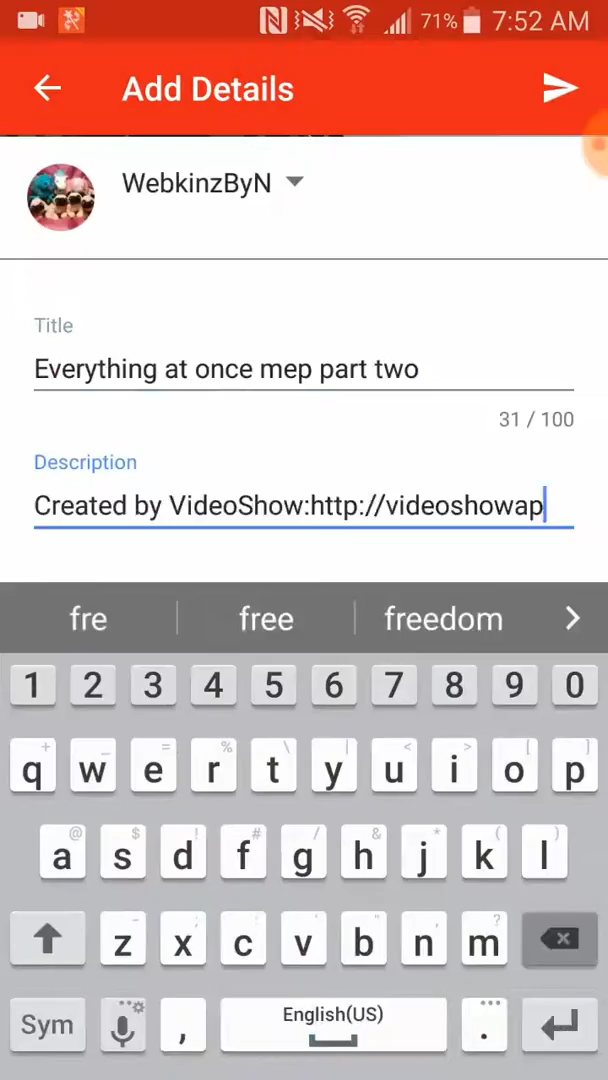 71% 7:52 AM
Add Details
WebkinzByN
Title
Everything at once mep part two
31 / 100
Description
Created by VideoShow:http://videoshowap
fre free freedom >
1 2 3 4 5 6 7 8 9 0
+ _ = % \ | < > [ ]
q w e r t y u i o p
@ $ ! # / & * ( )
a s d f g h j k l
- ' : ; " , ?
z x c v b n m
Sym , English(US) .